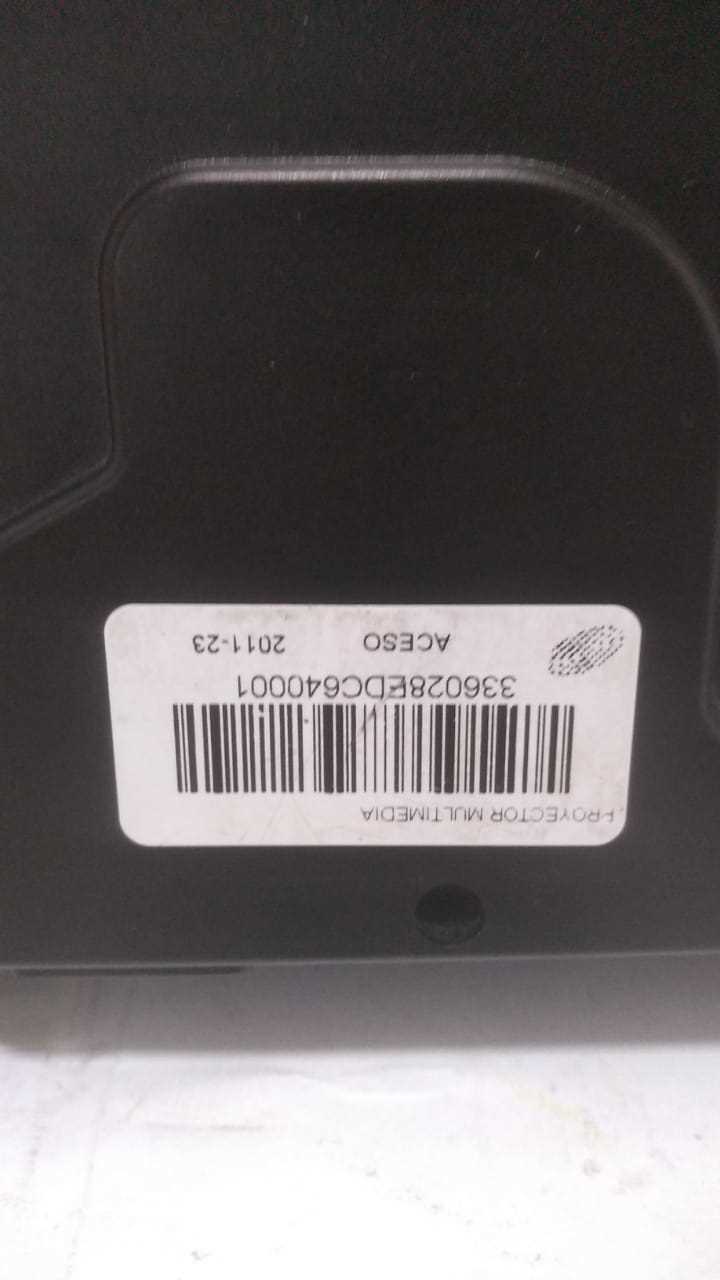 PROYECTOR MULTIMEDIA
336028EDC640001
ACESO 2011-23